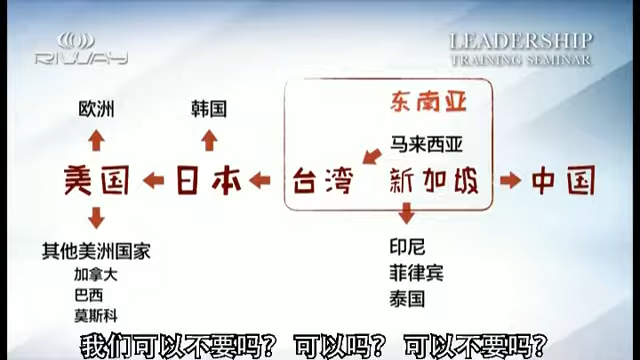 RIWAY
LEADERSHIP
TRAINING SEMINAR
东南亚
欧洲
韩国
马来西亚
美国
日本
台湾
新加坡
中国
其他美洲国家
加拿大
巴西
莫斯科
印尼
菲律宾
泰国
我们可以不要吗？ 可以吗？ 可以不要吗？